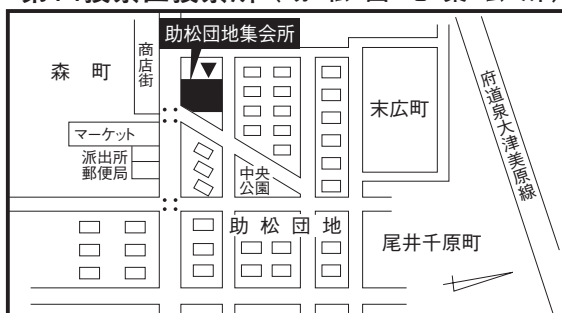 助松団地集会所
商店街
森町
末広町
府道泉大津美原線
マーケット
派出所
郵便局
中央
公園
助松団地
尾井千原町